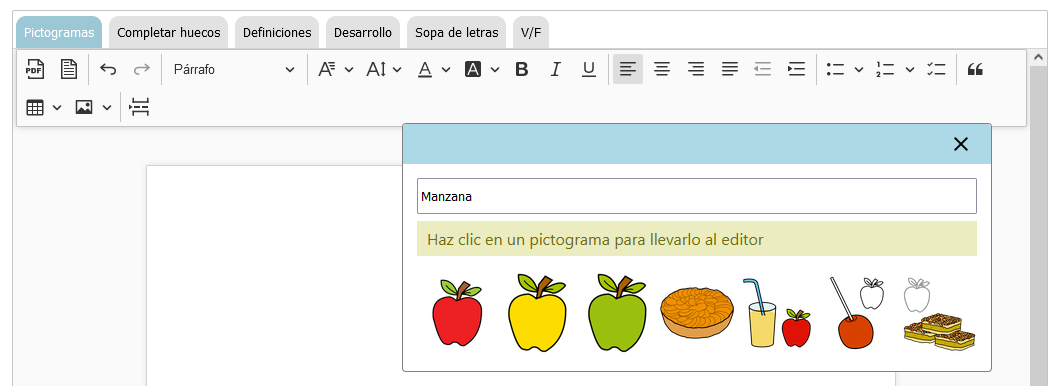 Pictogramas Completar huecos Definiciones Desarrollo Sopa de letras V/F
PDF Párrafo A A A A B I U
Manzana
Haz clic en un pictograma para llevarlo al editor